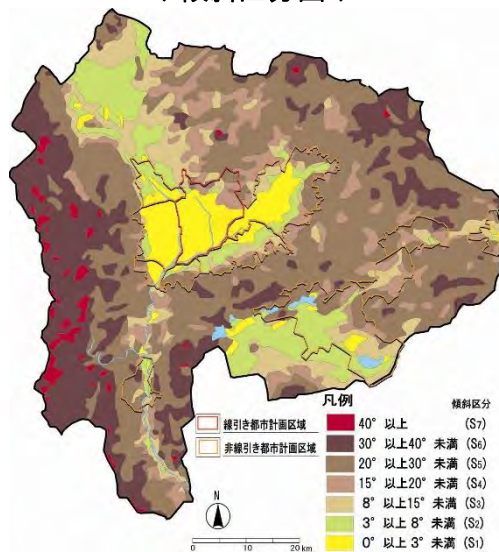 凡例
傾斜区分
線引き都市計画区域
非線引き都市計画区域
40° 以上 (S7)
30° 以上40° 未満 (S6)
20° 以上30° 未満 (S5)
15° 以上20° 未満 (S4)
8° 以上15° 未満 (S3)
3° 以上 8° 未満 (S2)
0° 以上 3° 未満 (S1)
N
0 10 20 km